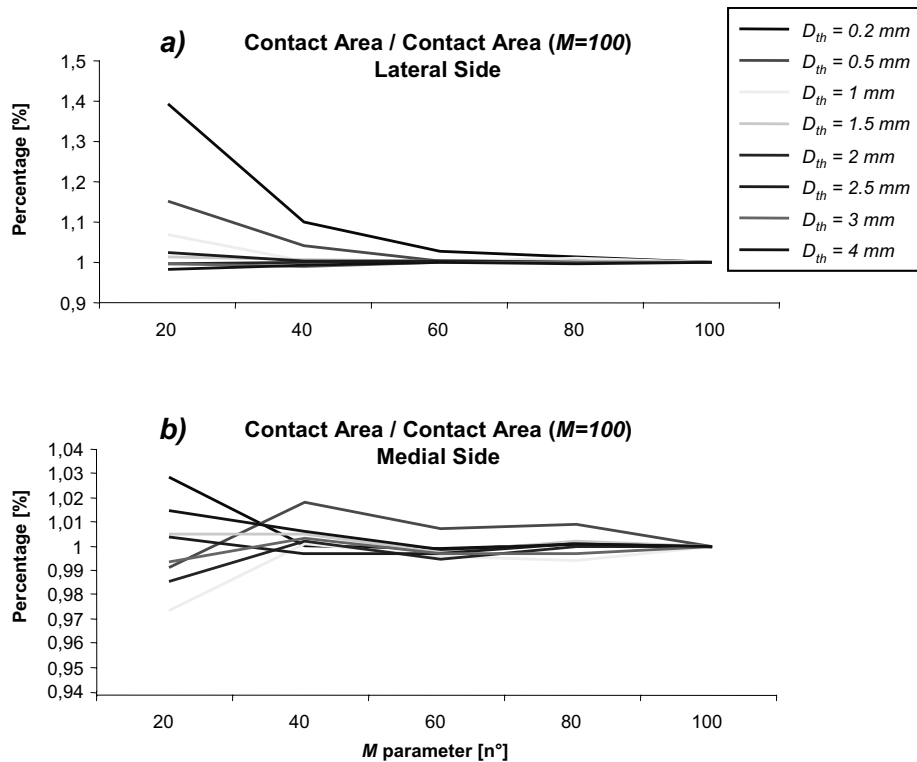 a)
Contact Area / Contact Area (M=100)
Lateral Side
Percentage [%]
1,5
1,4
1,3
1,2
1,1
1
0,9
20 40 60 80 100
D_th = 0.2 mm
D_th = 0.5 mm
D_th = 1 mm
D_th = 1.5 mm
D_th = 2 mm
D_th = 2.5 mm
D_th = 3 mm
D_th = 4 mm
b)
Contact Area / Contact Area (M=100)
Medial Side
Percentage [%]
1,04
1,03
1,02
1,01
1
0,99
0,98
0,97
0,96
0,95
0,94
20 40 60 80 100
M parameter [n°]